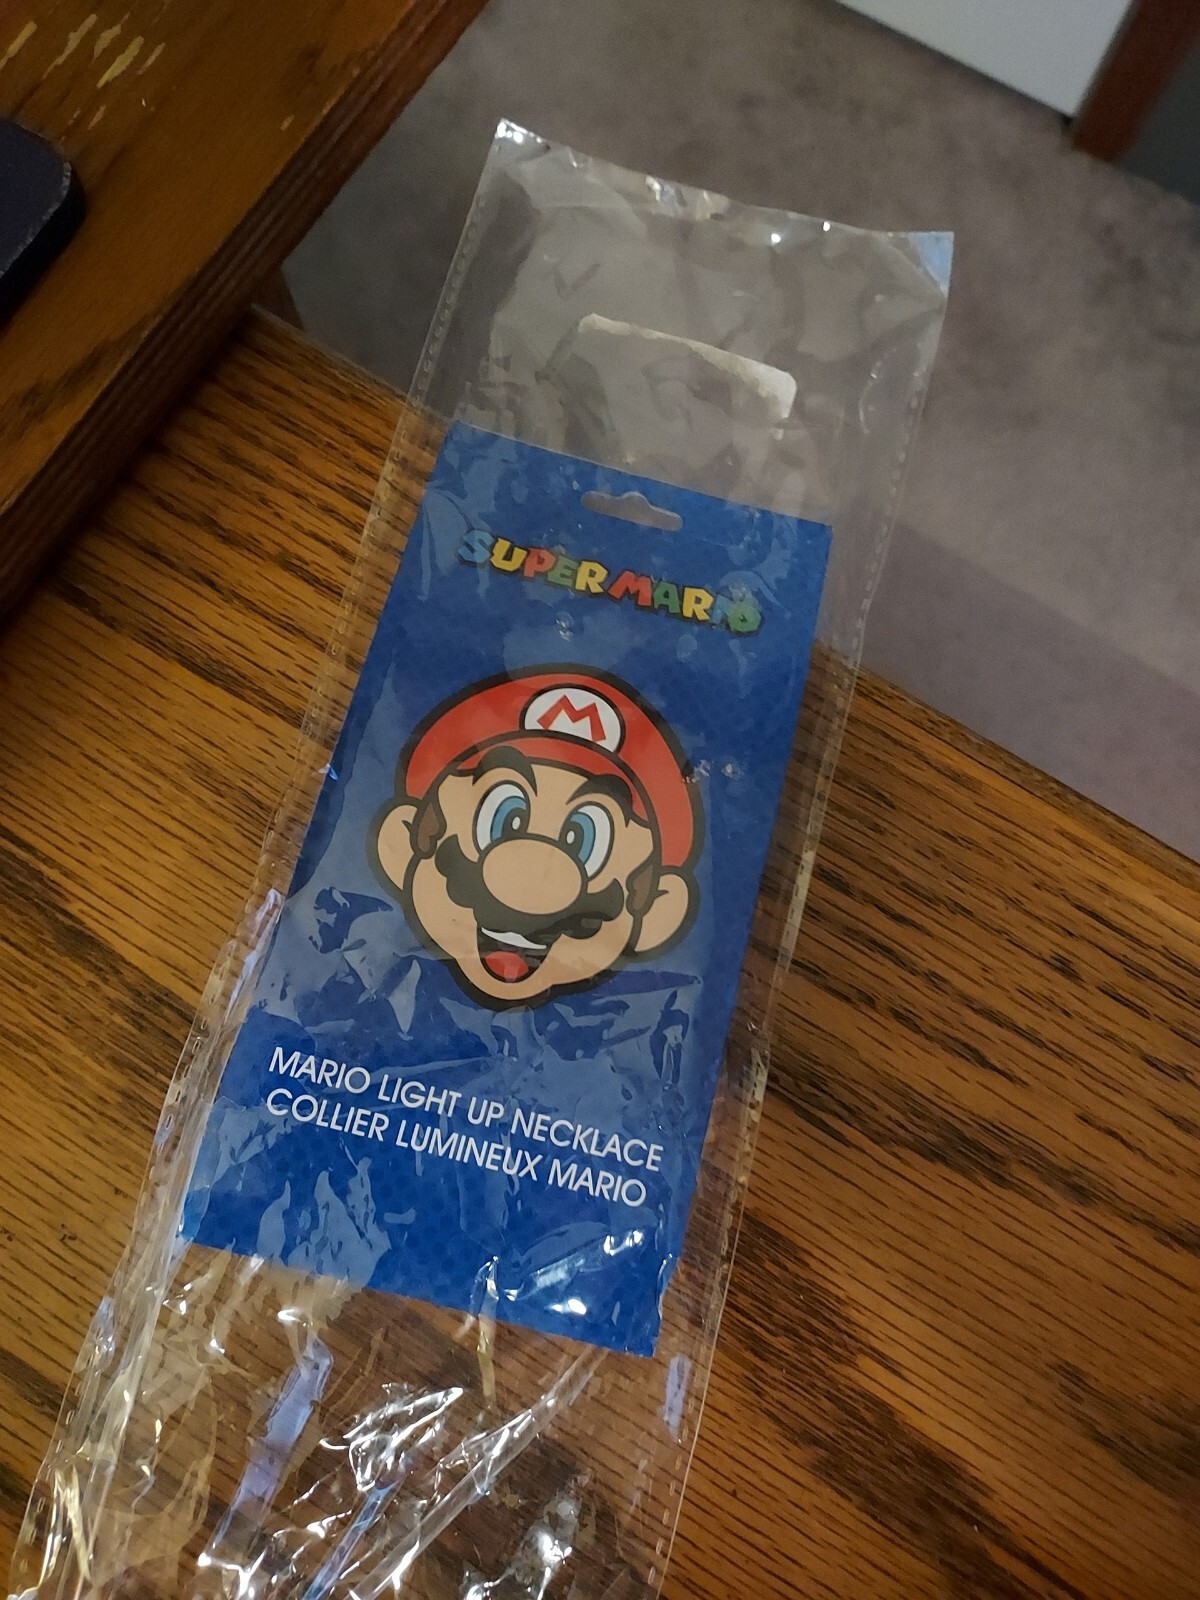 SUPER MARIO
M
MARIO LIGHT UP NECKLACE
COLLIER LUMINEUX MARIO